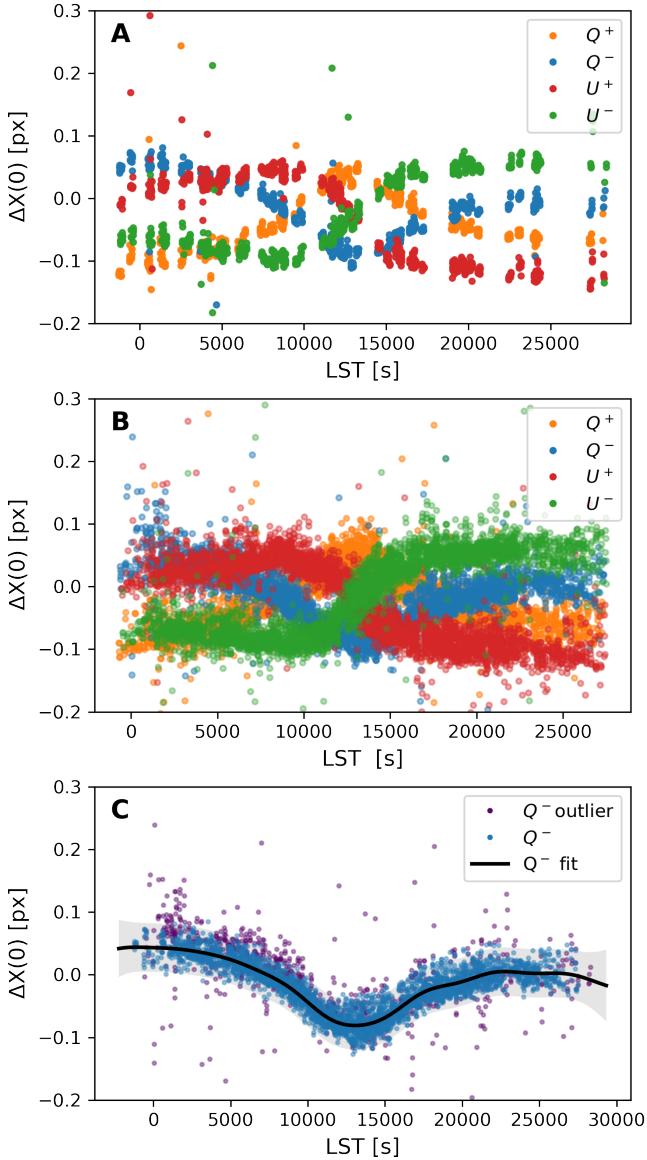 A
0.3
0.2
0.1
0.0
−0.1
−0.2
ΔX(0) [px]
Q⁺
Q⁻
U⁺
U⁻
0 5000 10000 15000 20000 25000
LST [s]
B
0.3
0.2
0.1
0.0
−0.1
−0.2
ΔX(0) [px]
Q⁺
Q⁻
U⁺
U⁻
0 5000 10000 15000 20000 25000
LST [s]
C
0.3
0.2
0.1
0.0
−0.1
−0.2
ΔX(0) [px]
Q⁻outlier
Q⁻
Q⁻ fit
0 5000 10000 15000 20000 25000 30000
LST [s]